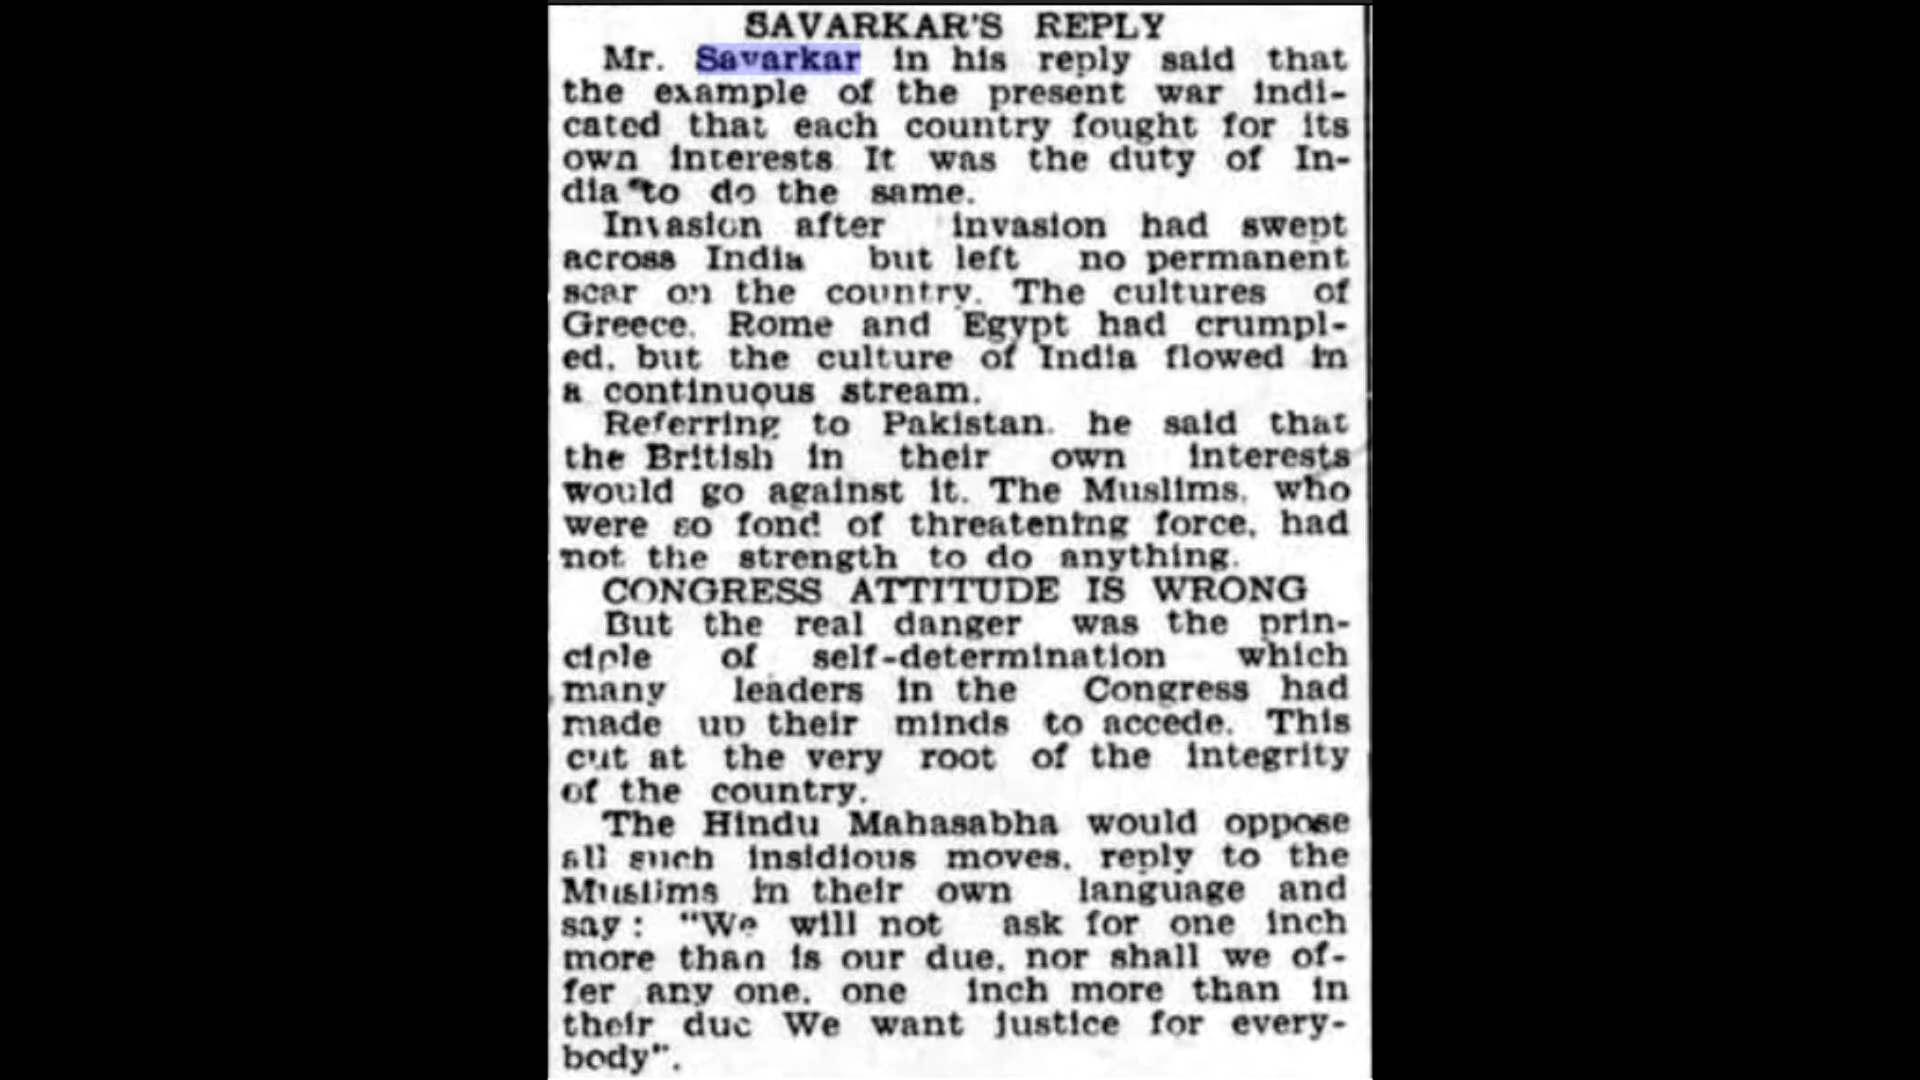 SAVARKAR'S REPLY
Mr. Savarkar in his reply said that
the example of the present war indi-
cated that each country fought for its
own interests It was the duty of In-
dia to do the same.
Invasion after invasion had swept
across India but left no permanent
scar on the country. The cultures of
Greece. Rome and Egypt had crumpl-
ed, but the culture of India flowed in
a continuous stream.
Referring to Pakistan. he said that
the British in their own interests
would go against it. The Muslims, who
were so fond of threatening force, had
not the strength to do anything.
CONGRESS ATTITUDE IS WRONG
But the real danger was the prin-
ciple of self-determination which
many leaders in the Congress had
made up their minds to accede. This
cut at the very root of the integrity
of the country.
The Hindu Mahasabha would oppose
all such insidious moves, reply to the
Muslims in their own language and
say: "We will not ask for one inch
more than is our due, nor shall we of-
fer any one, one inch more than in
their due We want justice for every-
body".